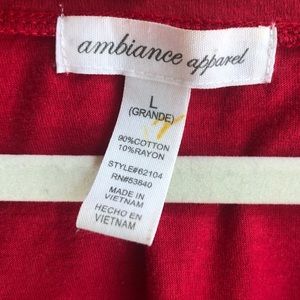 ambiance apparel
L
(GRANDE)
90%COTTON
10%RAYON
STYLE#62104
RN#53640
MADE IN
VIETNAM
HECHO EN
VIETNAM